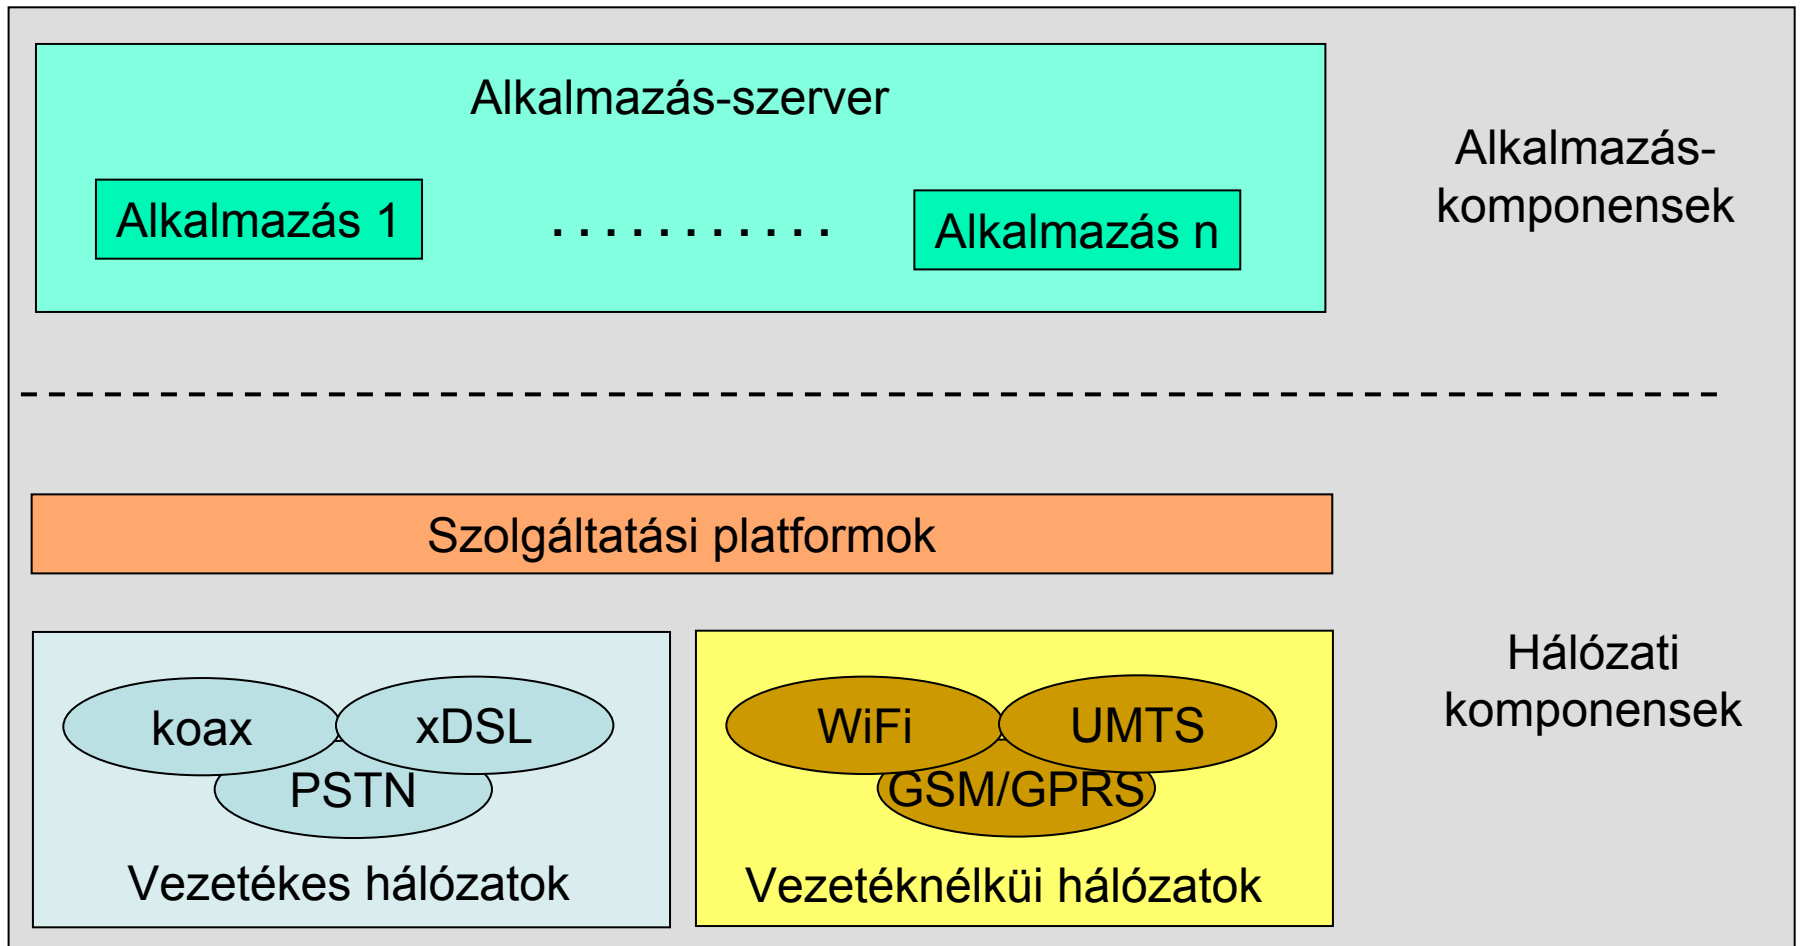 Alkalmazás-szerver
Alkalmazás 1
...........
Alkalmazás n
Alkalmazás-
komponensek
Szolgáltatási platformok
koax
xDSL
PSTN
Vezetékes hálózatok
WiFi
UMTS
GSM/GPRS
Vezetéknélküi hálózatok
Hálózati
komponensek